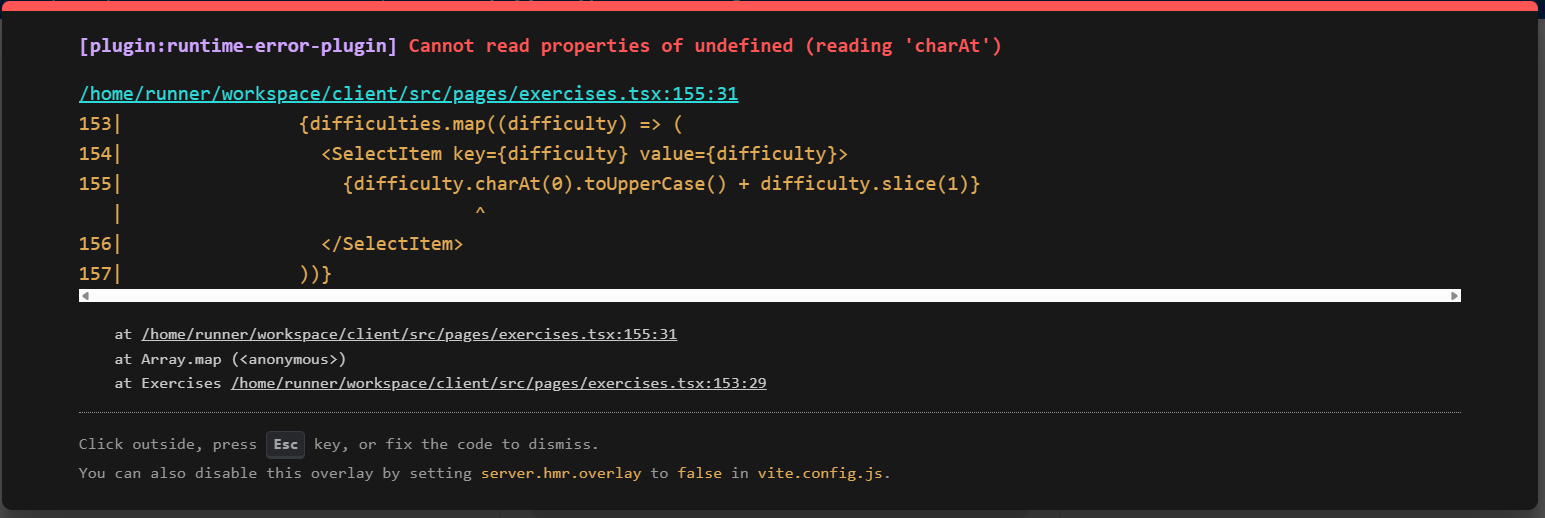 [plugin:runtime-error-plugin] Cannot read properties of undefined (reading 'charAt')
/home/runner/workspace/client/src/pages/exercises.tsx:155:31
153|                {difficulties.map((difficulty) => (
154|                  <SelectItem key={difficulty} value={difficulty}>
155|                    {difficulty.charAt(0).toUpperCase() + difficulty.slice(1)}
   |                                ^
156|                  </SelectItem>
157|                ))}
at /home/runner/workspace/client/src/pages/exercises.tsx:155:31
at Array.map (<anonymous>)
at Exercises /home/runner/workspace/client/src/pages/exercises.tsx:153:29
Click outside, press Esc key, or fix the code to dismiss.
You can also disable this overlay by setting server.hmr.overlay to false in vite.config.js.